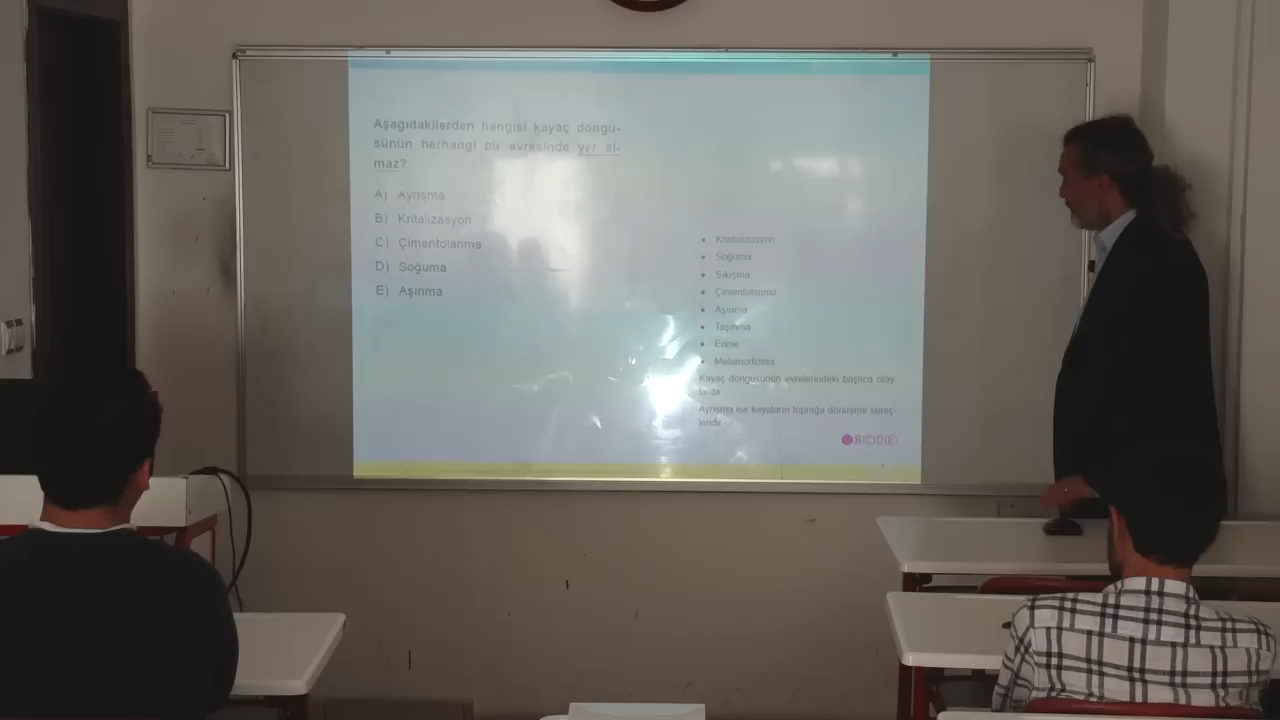 Aşağıdakilerden hangisi kayaç döngü-
sünün herhangi bir evresinde yer al-
maz?
A) Ayrışma
B) Kritalizasyon
C) Çimentolanma
D) Soğuma
E) Aşınma
• Kristalizasyon
• Soğuma
• Sıkışma
• Çimentolanma
• Aşınma
• Taşınma
• Erime
• Metamorfizma
Kayaç döngüsünün evrelerindeki başlıca olay-
lardır.
Ayrışma ise kayaların toprağa dönüşme süreç-
leridir.
B C D E